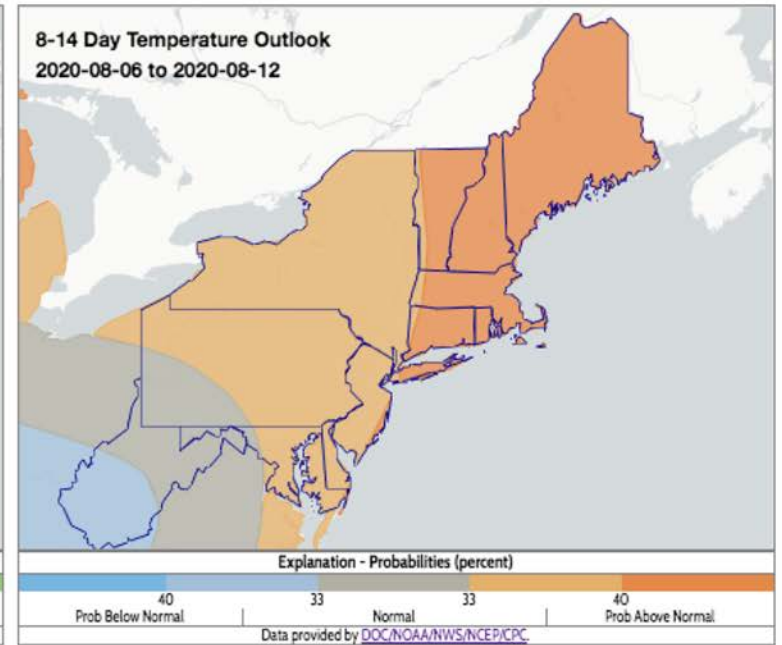 8-14 Day Temperature Outlook
2020-08-06 to 2020-08-12
Explanation - Probabilities (percent)
40 33 33 40
Prob Below Normal | Normal | Prob Above Normal
Data provided by DOC/NOAA/NWS/NCEP/CPC.